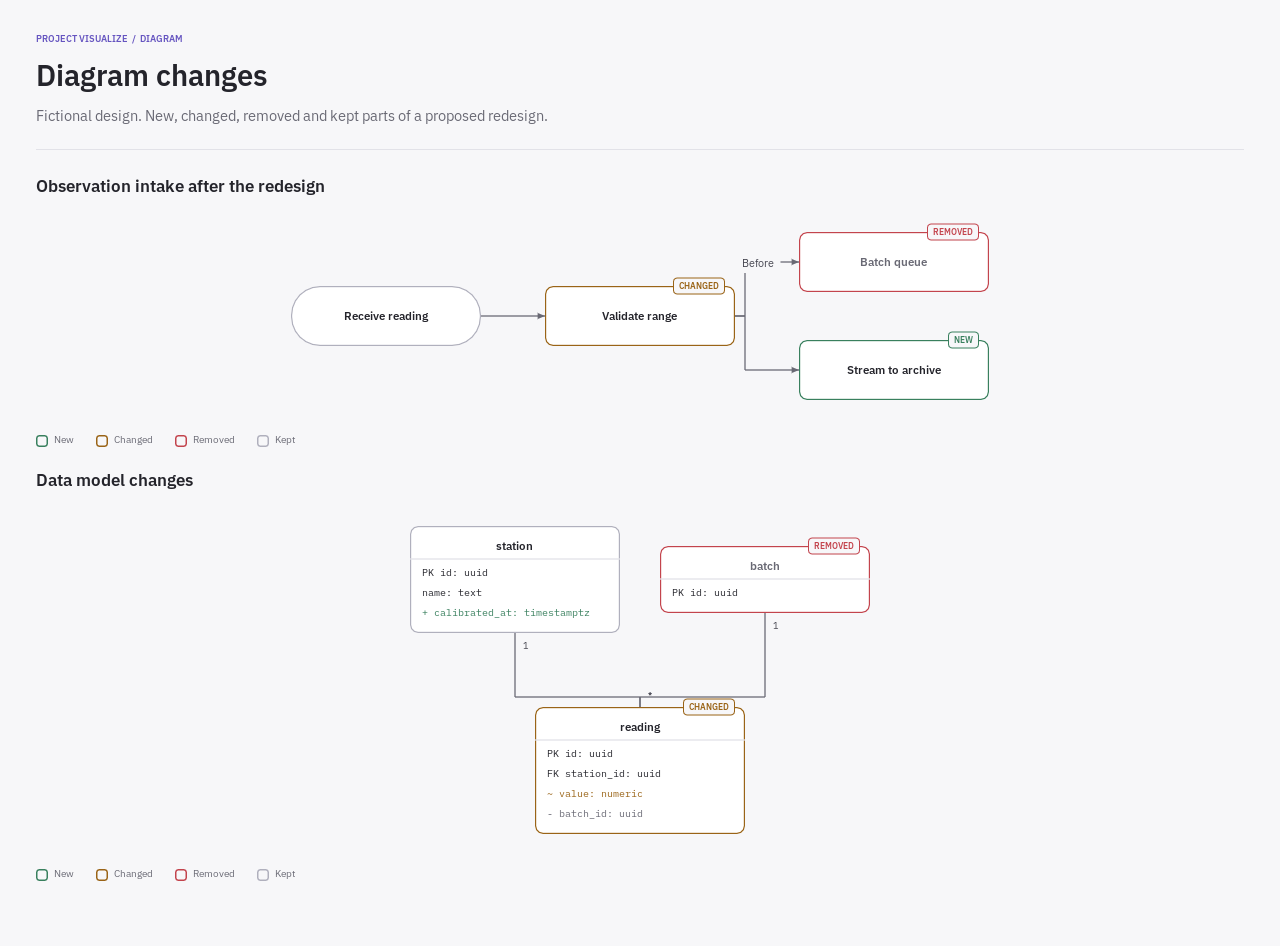 PROJECT VISUALIZE / DIAGRAM
Diagram changes
Fictional design. New, changed, removed and kept parts of a proposed redesign.
Observation intake after the redesign
REMOVED
Before
Batch queue
CHANGED
Receive reading
Validate range
NEW
Stream to archive
New
Changed
Removed
Kept
Data model changes
station
PK id: uuid
name: text
+ calibrated_at: timestamptz
1
REMOVED
batch
PK id: uuid
1
*
CHANGED
reading
PK id: uuid
FK station_id: uuid
~ value: numeric
- batch_id: uuid
New
Changed
Removed
Kept